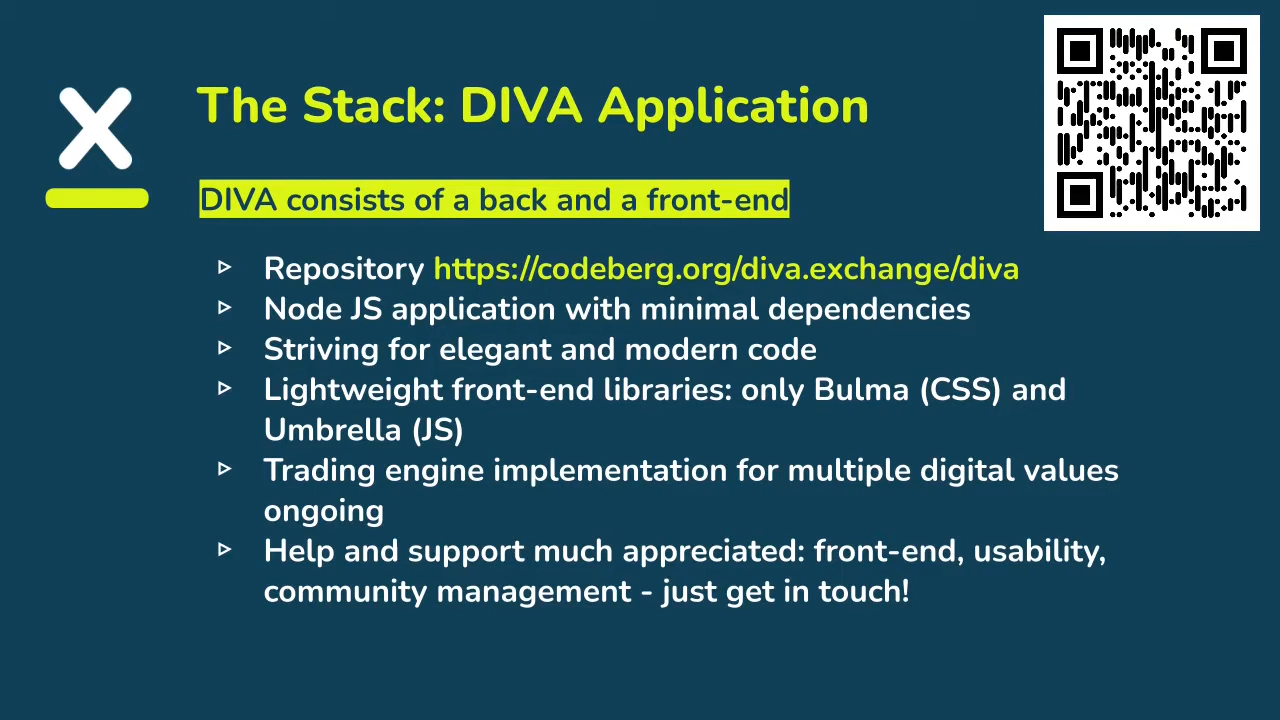 The Stack: DIVA Application
DIVA consists of a back and a front-end
Repository https://codeberg.org/diva.exchange/diva
Node JS application with minimal dependencies
Striving for elegant and modern code
Lightweight front-end libraries: only Bulma (CSS) and
Umbrella (JS)
Trading engine implementation for multiple digital values
ongoing
Help and support much appreciated: front-end, usability,
community management - just get in touch!